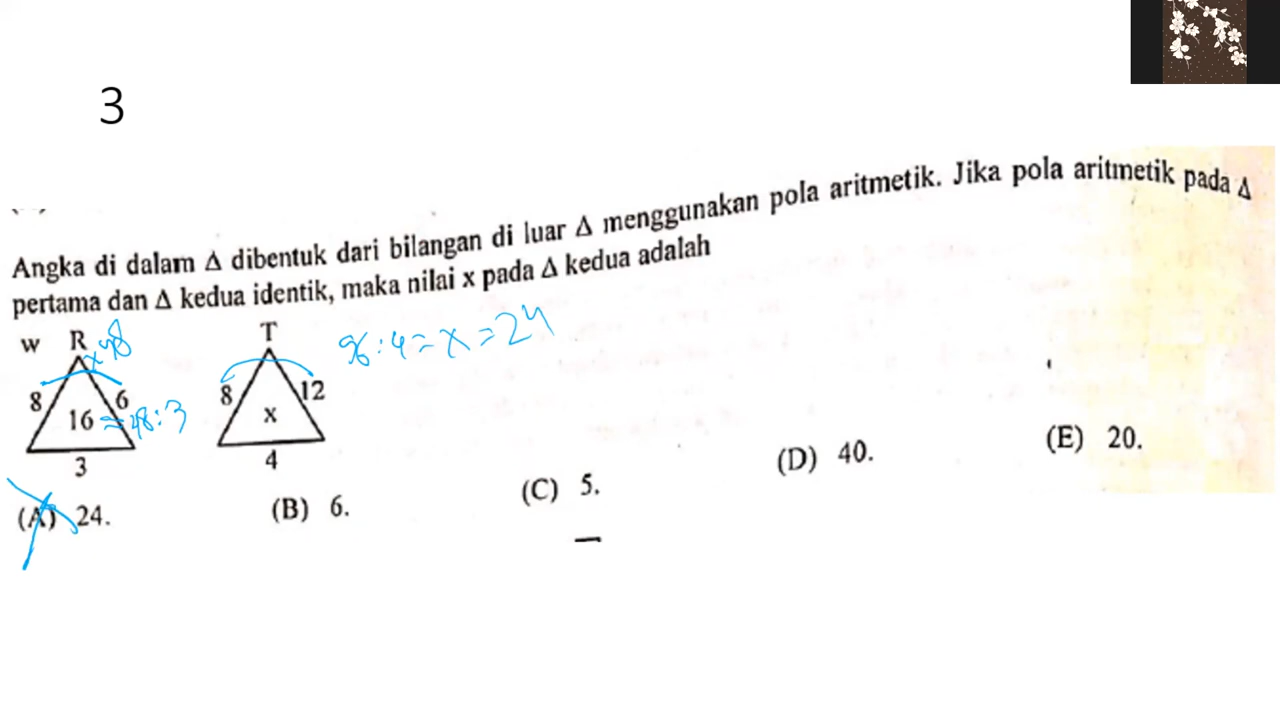 3
Angka di dalam Δ dibentuk dari bilangan di luar Δ menggunakan pola aritmetik. Jika pola aritmetik pada Δ
pertama dan Δ kedua identik, maka nilai x pada Δ kedua adalah
w R x 48 T 96 : 4 = x = 24
8 6 8 12
16 = 48 : 3 x
3 4
(A) 24. (B) 6. (C) 5. (D) 40. (E) 20.